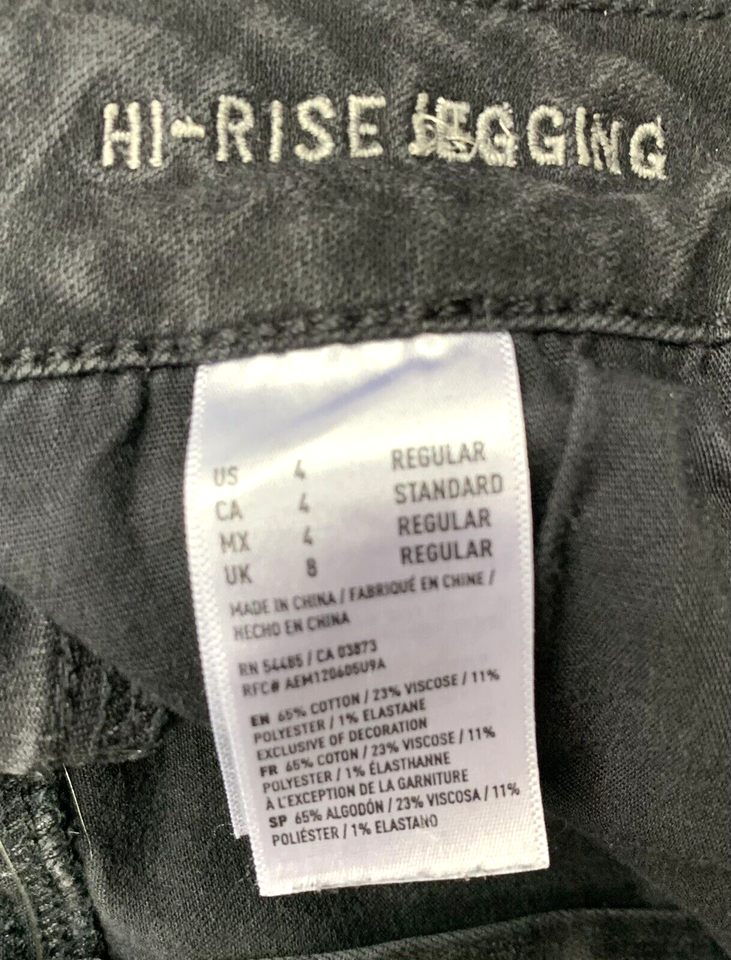 HI-RISE JEGGING
US 4 REGULAR
CA 4 STANDARD
MX 4 REGULAR
UK 8 REGULAR
MADE IN CHINA / FABRIQUÉ EN CHINE /
HECHO EN CHINA
RN 54485 / CA 03873
RFC# AEM120605U9A
EN 65% COTTON / 23% VISCOSE / 11%
POLYESTER / 1% ELASTANE
EXCLUSIVE OF DECORATION
FR 65% COTON / 23% VISCOSE / 11%
POLYESTER / 1% ÉLASTHANNE
À L'EXCEPTION DE LA GARNITURE
SP 65% ALGODÓN / 23% VISCOSA / 11%
POLIÉSTER / 1% ELASTANO